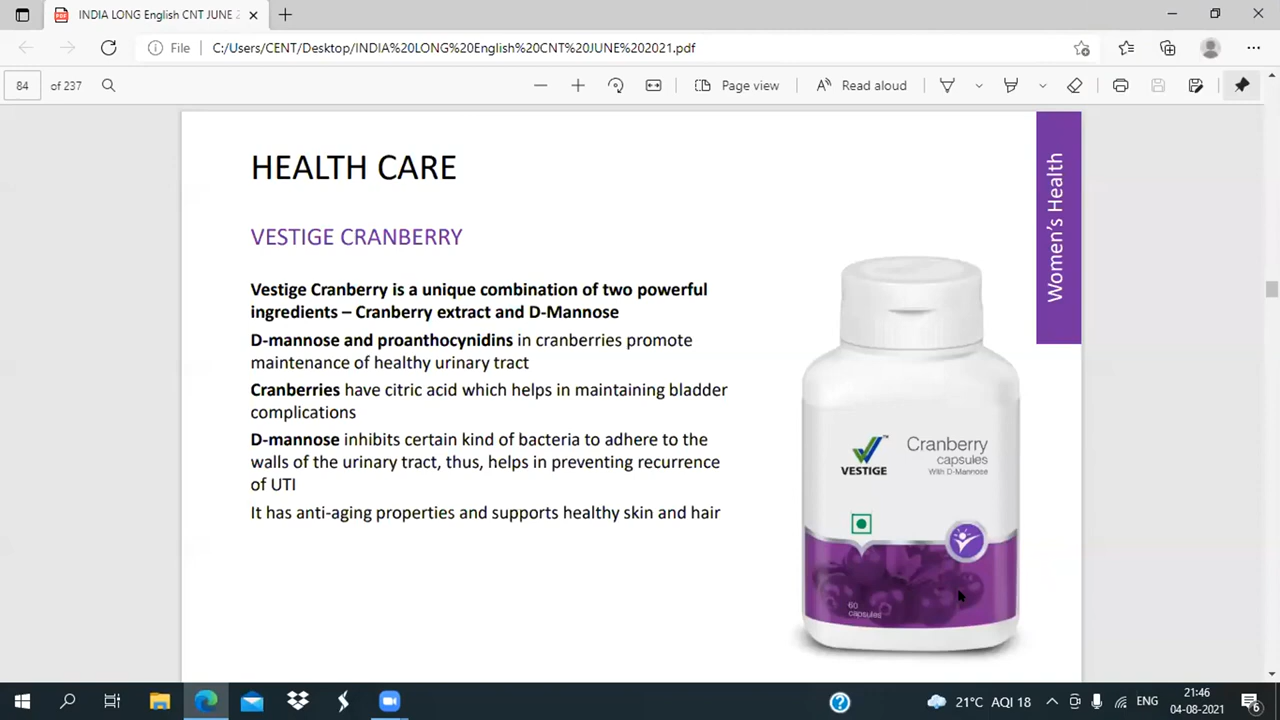 INDIA LONG English CNT JUNE 2
File
C:/Users/CENT/Desktop/INDIA%20LONG%20English%20CNT%20JUNE%202021.pdf
84 of 237
Page view
Read aloud
HEALTH CARE
Women's Health
VESTIGE CRANBERRY
Vestige Cranberry is a unique combination of two powerful
ingredients – Cranberry extract and D-Mannose
D-mannose and proanthocynidins in cranberries promote
maintenance of healthy urinary tract
Cranberries have citric acid which helps in maintaining bladder
complications
D-mannose inhibits certain kind of bacteria to adhere to the
walls of the urinary tract, thus, helps in preventing recurrence
of UTI
It has anti-aging properties and supports healthy skin and hair
VESTIGE
TM
Cranberry
capsules
With D-Mannose
60
capsules
21°C AQI 18
ENG
21:46
04-08-2021
6